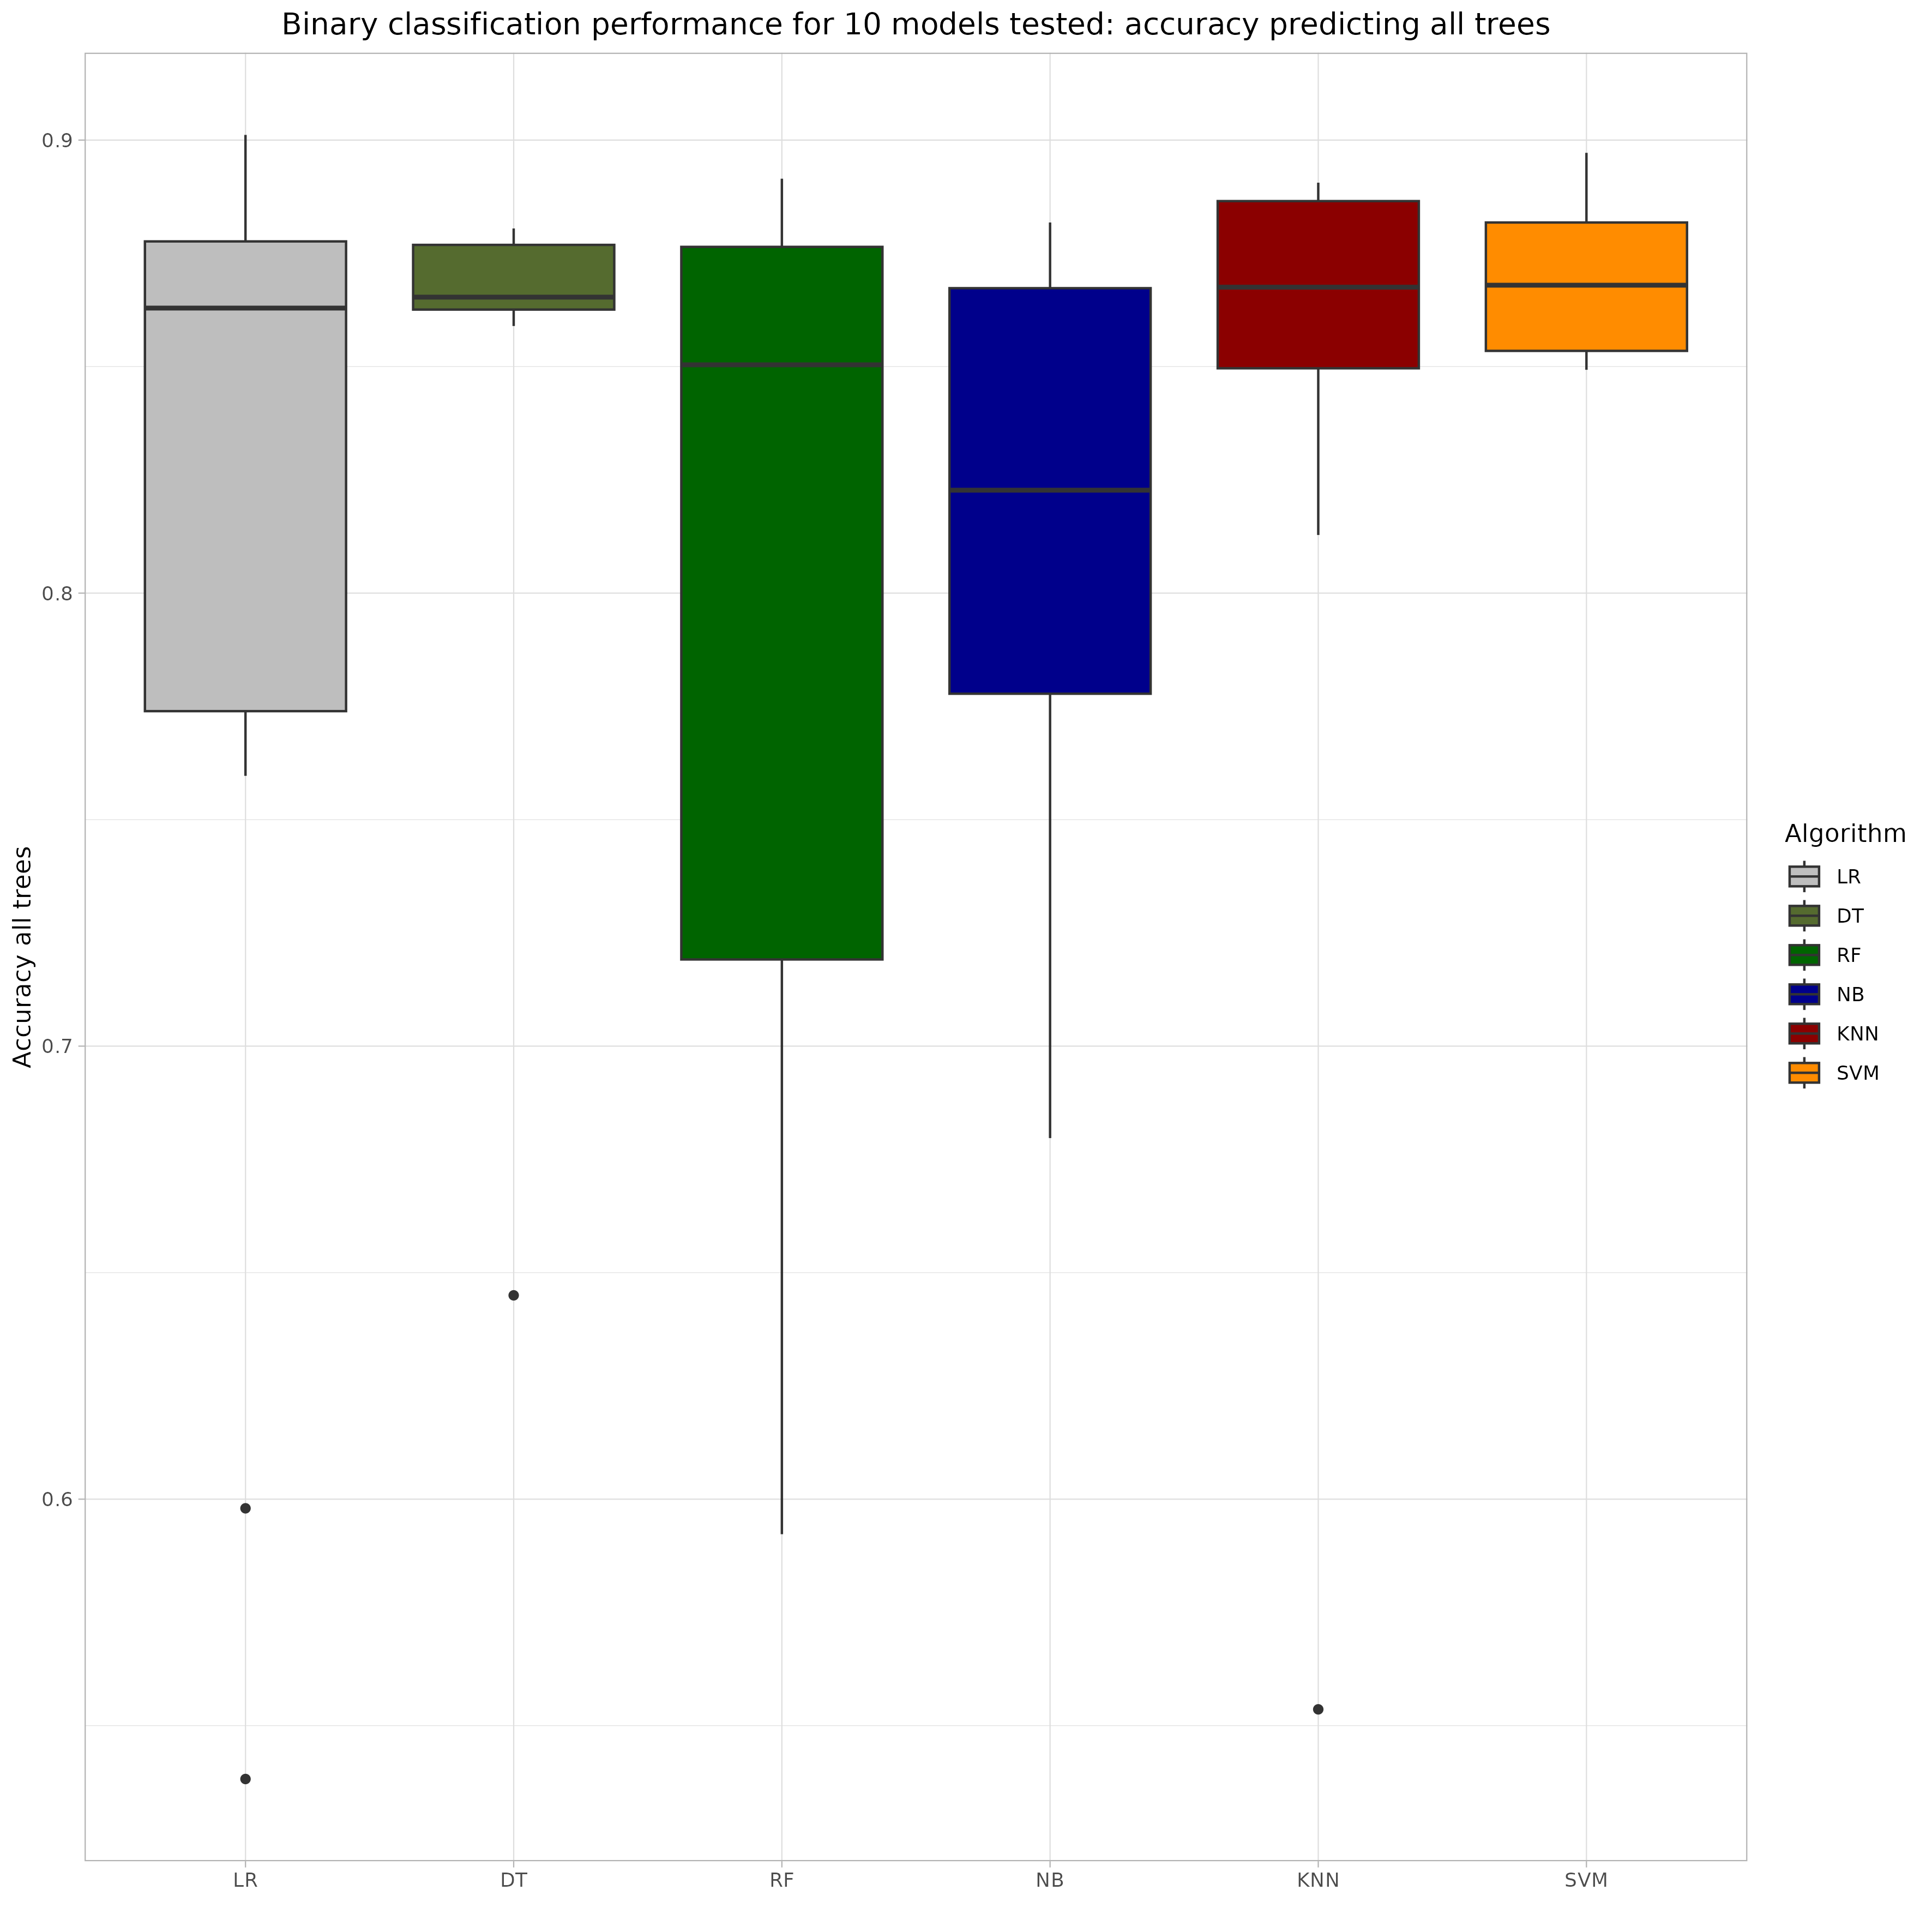 Binary classification performance for 10 models tested: accuracy predicting all trees
Accuracy all trees
0.9
0.8
0.7
0.6
LR
DT
RF
NB
KNN
SVM
Algorithm
LR
DT
RF
NB
KNN
SVM